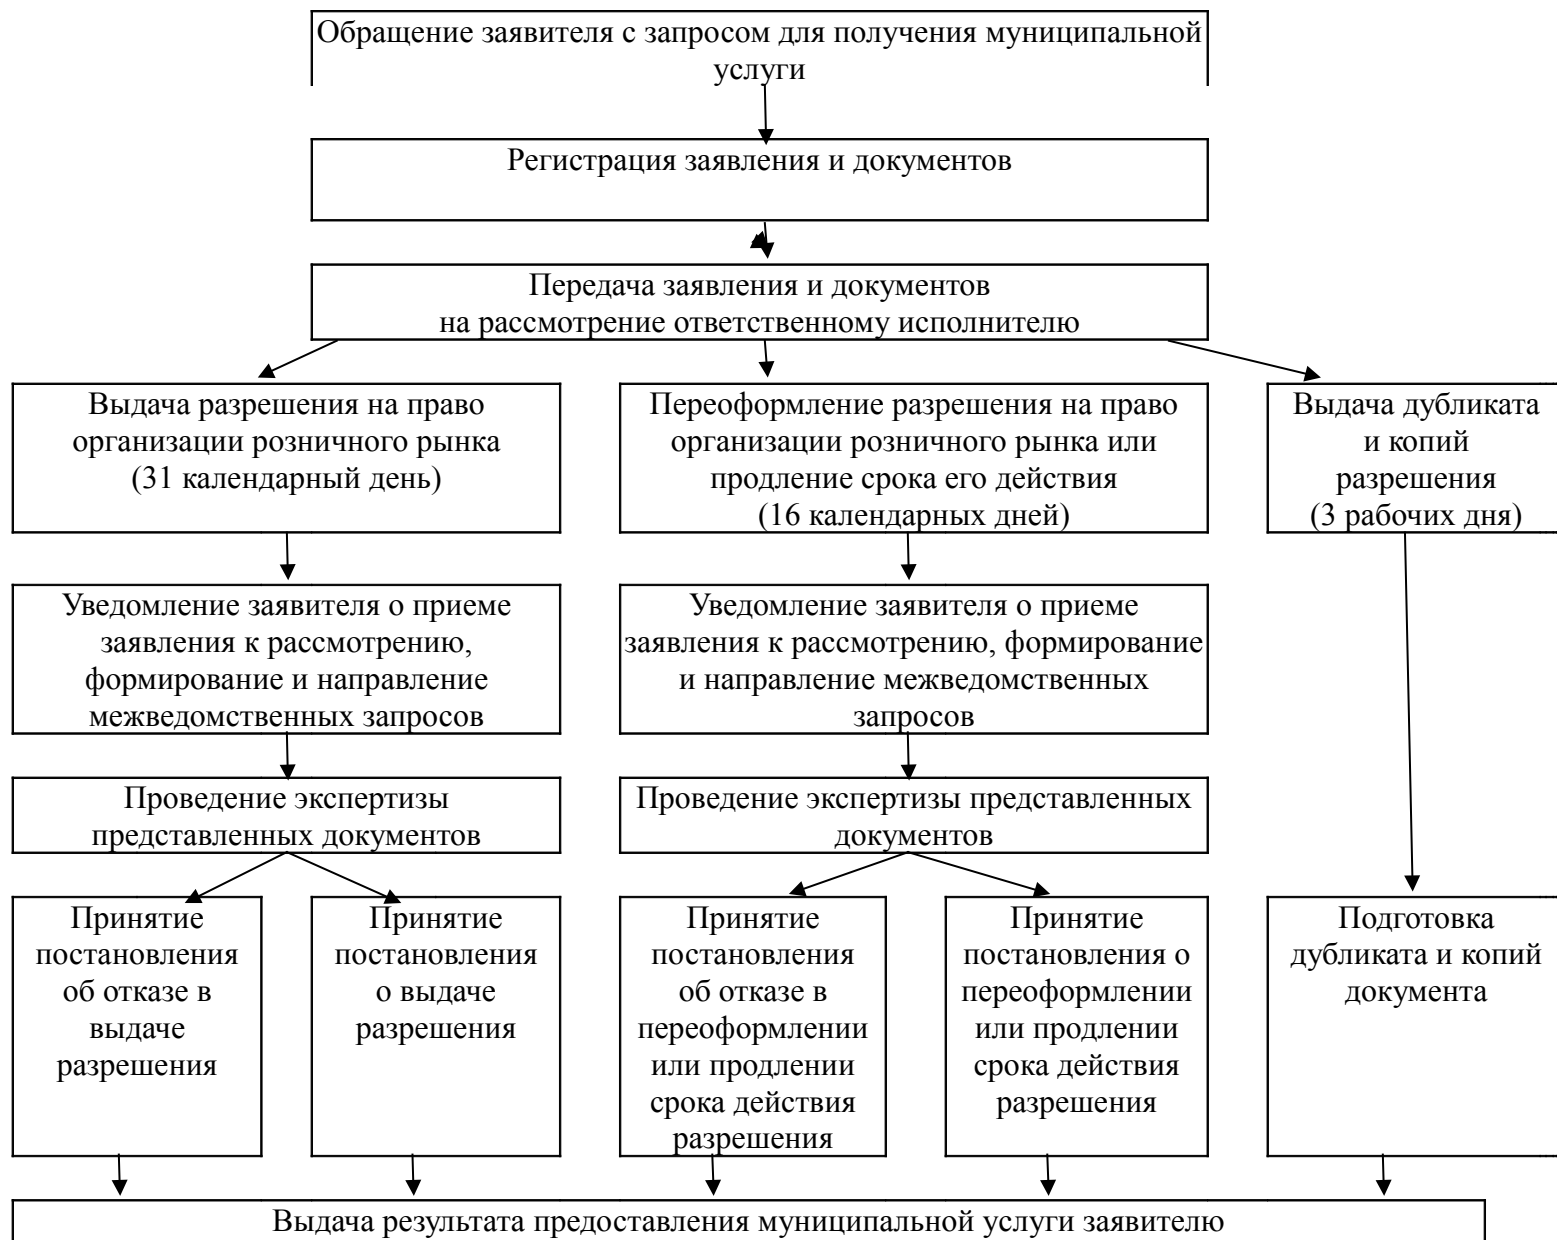 Обращение заявителя с запросом для получения муниципальной
услуги
Регистрация заявления и документов
Передача заявления и документов
на рассмотрение ответственному исполнителю
Выдача разрешения на право
организации розничного рынка
(31 календарный день)
Переоформление разрешения на право
организации розничного рынка или
продление срока его действия
(16 календарных дней)
Выдача дубликата
и копий
разрешения
(3 рабочих дня)
Уведомление заявителя о приеме
заявления к рассмотрению,
формирование и направление
межведомственных запросов
Уведомление заявителя о приеме
заявления к рассмотрению, формирование
и направление межведомственных
запросов
Проведение экспертизы
представленных документов
Проведение экспертизы представленных
документов
Принятие
постановления
об отказе в
выдаче
разрешения
Принятие
постановления
о выдаче
разрешения
Принятие
постановления
об отказе в
переоформлении
или продлении
срока действия
разрешения
Принятие
постановления о
переоформлении
или продлении
срока действия
разрешения
Подготовка
дубликата и копий
документа
Выдача результата предоставления муниципальной услуги заявителю